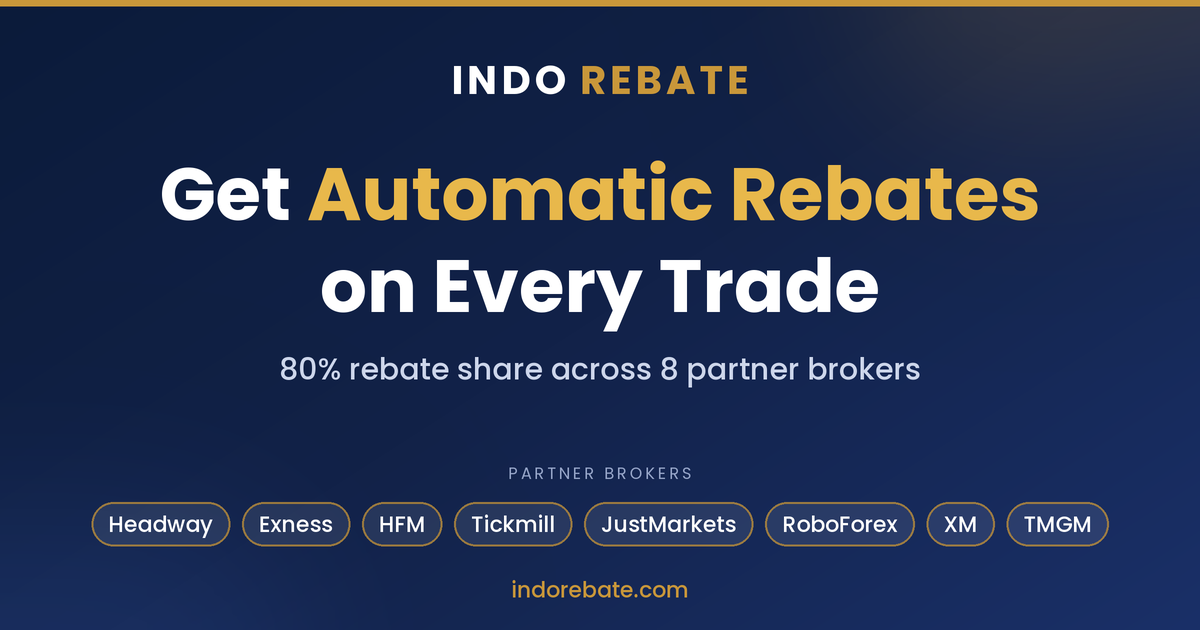 INDO REBATE
Get Automatic Rebates
on Every Trade
80% rebate share across 8 partner brokers
PARTNER BROKERS
Headway Exness HFM Tickmill JustMarkets RoboForex XM TMGM
indorebate.com